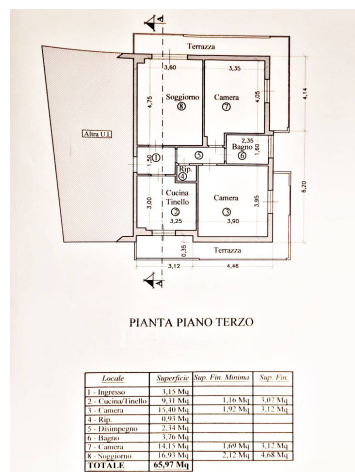 A
Terrazza
3,60
3,35
4,75
Soggiorno
8
Camera
7
4,05
4,14
Altra U.I.
2,35
Bagno
6
1,60
5
1
1,50
Rip.
4
6,20
Cucina
Tinello
2
3,00
3,25
Camera
3
3,95
3,90
0,35
Terrazza
3,12
4,46
A
PIANTA PIANO TERZO
Locale Superficie Sup. Fin. Minima Sup. Fin.
1 - Ingresso 3,15 Mq
2 - Cucina/Tinello 9,31 Mq 1,16 Mq 3,07 Mq
3 - Camera 15,40 Mq 1,92 Mq 3,12 Mq
4 - Rip. 0,93 Mq
5 - Disimpegno 2,34 Mq
6 - Bagno 3,76 Mq
7 - Camera 14,15 Mq 1,69 Mq 3,12 Mq
8 - Soggiorno 16,93 Mq 2,12 Mq 4,68 Mq
TOTALE 65,97 Mq